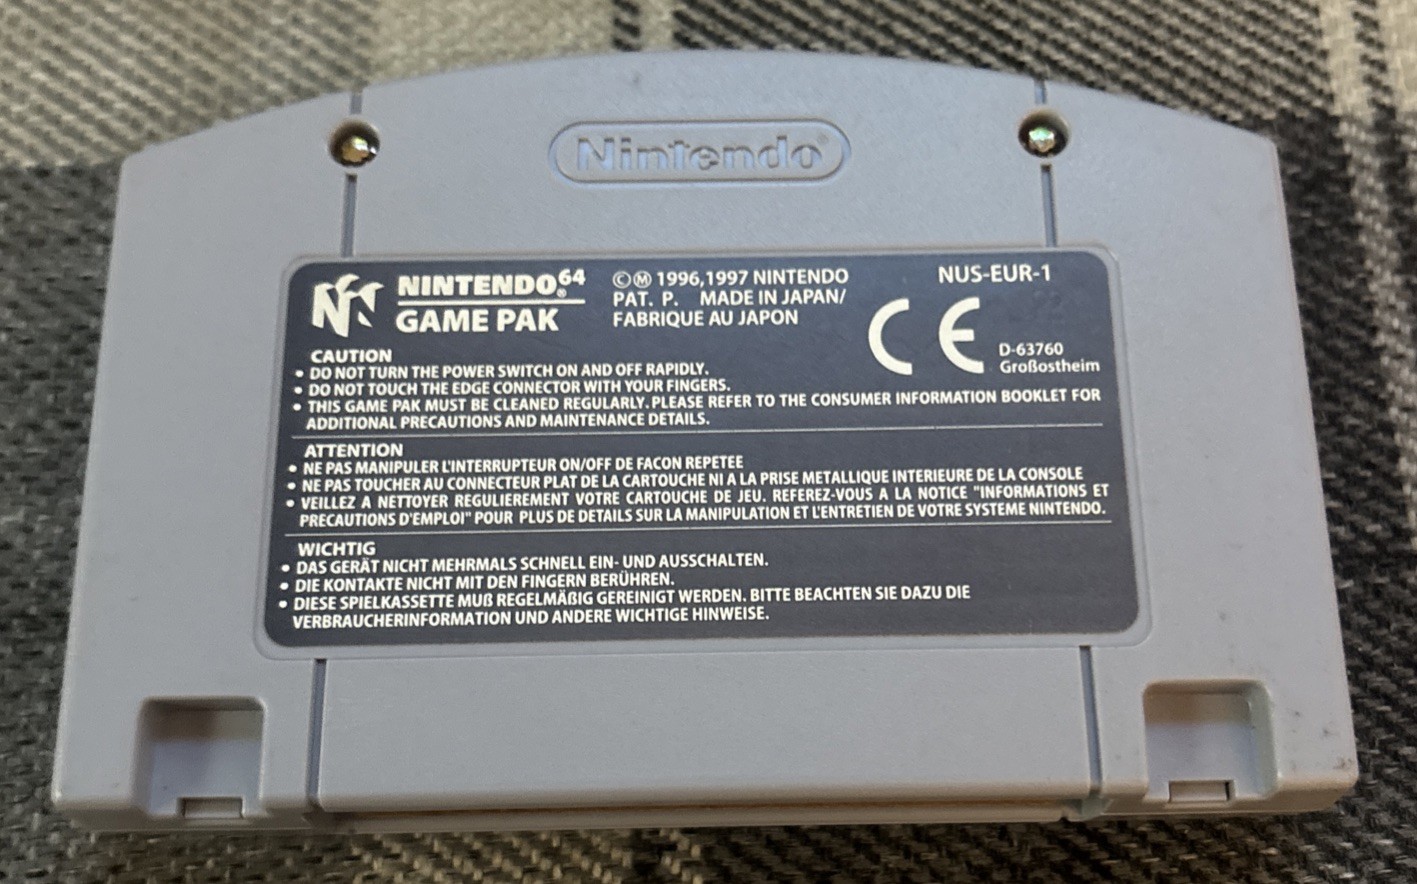 Nintendo®
NINTENDO64®
GAME PAK
©Ⓜ 1996,1997 NINTENDO
PAT. P. MADE IN JAPAN/
FABRIQUE AU JAPON
NUS-EUR-1
CE
D-63760
Großostheim
CAUTION
• DO NOT TURN THE POWER SWITCH ON AND OFF RAPIDLY.
• DO NOT TOUCH THE EDGE CONNECTOR WITH YOUR FINGERS.
• THIS GAME PAK MUST BE CLEANED REGULARLY. PLEASE REFER TO THE CONSUMER INFORMATION BOOKLET FOR
ADDITIONAL PRECAUTIONS AND MAINTENANCE DETAILS.
ATTENTION
• NE PAS MANIPULER L'INTERRUPTEUR ON/OFF DE FACON REPETEE
• NE PAS TOUCHER AU CONNECTEUR PLAT DE LA CARTOUCHE NI A LA PRISE METALLIQUE INTERIEURE DE LA CONSOLE
• VEILLEZ A NETTOYER REGULIEREMENT VOTRE CARTOUCHE DE JEU. REFEREZ-VOUS A LA NOTICE "INFORMATIONS ET
PRECAUTIONS D'EMPLOI" POUR PLUS DE DETAILS SUR LA MANIPULATION ET L'ENTRETIEN DE VOTRE SYSTEME NINTENDO.
WICHTIG
• DAS GERÄT NICHT MEHRMALS SCHNELL EIN- UND AUSSCHALTEN.
• DIE KONTAKTE NICHT MIT DEN FINGERN BERÜHREN.
• DIESE SPIELKASSETTE MUß REGELMÄßIG GEREINIGT WERDEN. BITTE BEACHTEN SIE DAZU DIE
VERBRAUCHERINFORMATION UND ANDERE WICHTIGE HINWEISE.